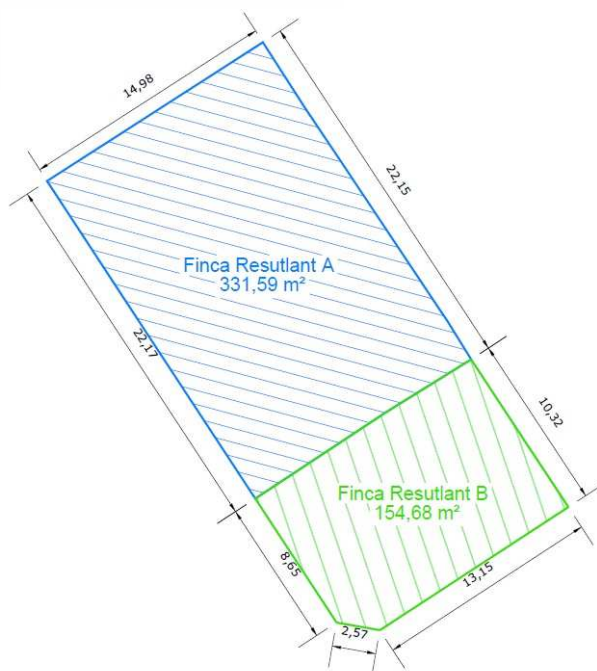 14,98
22,15
Finca Resutlant A
331,59 m²
22,17
10,32
Finca Resutlant B
154,68 m²
8,65
13,15
2,57